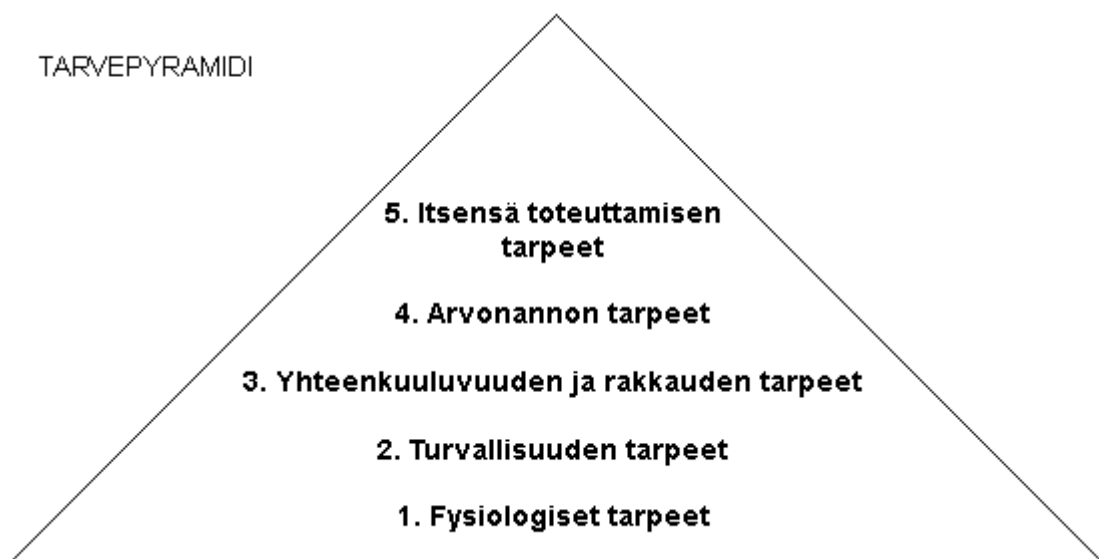 TARVEPYRAMIDI
5. Itsensä toteuttamisen
tarpeet
4. Arvonannon tarpeet
3. Yhteenkuuluvuuden ja rakkauden tarpeet
2. Turvallisuuden tarpeet
1. Fysiologiset tarpeet